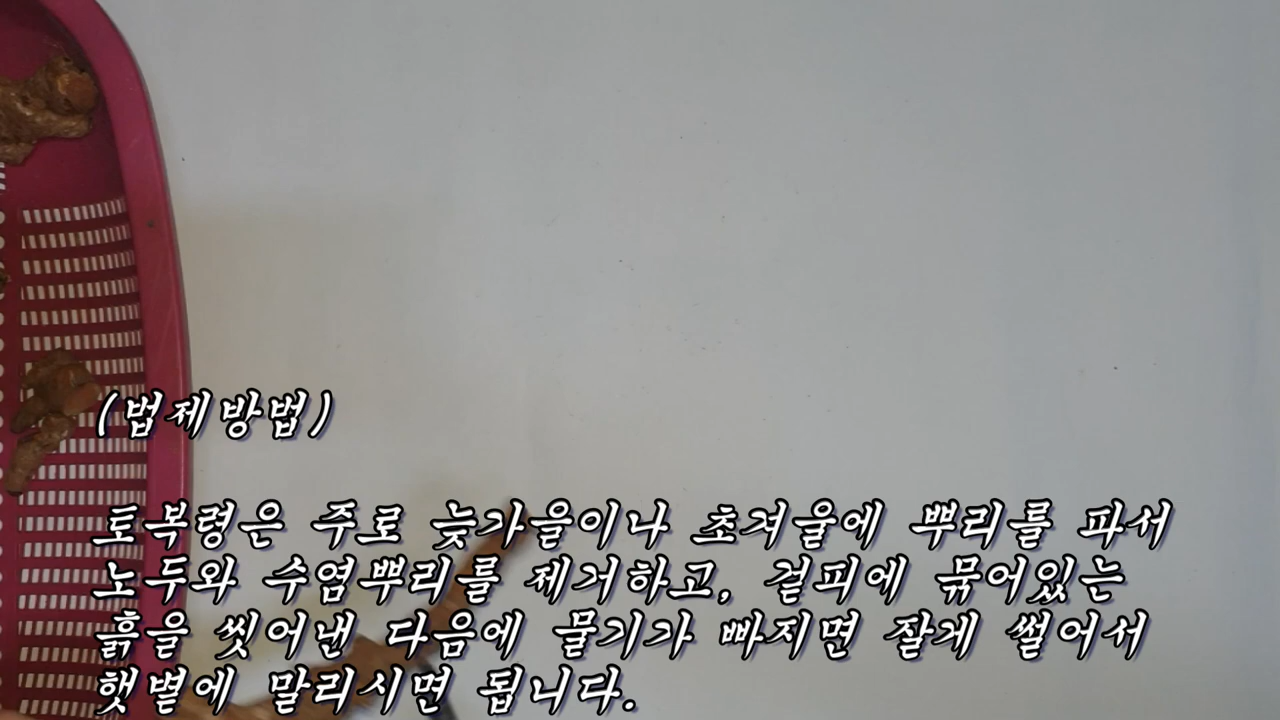 (법제방법)
토복령은 주로 늦가을이나 초겨울에 뿌리를 파서
노두와 수염뿌리를 제거하고, 겉피에 묶어있는
흙을 씻어낸 다음에 물기가 빠지면 잘게 썰어서
햇볕에 말리시면 됩니다.